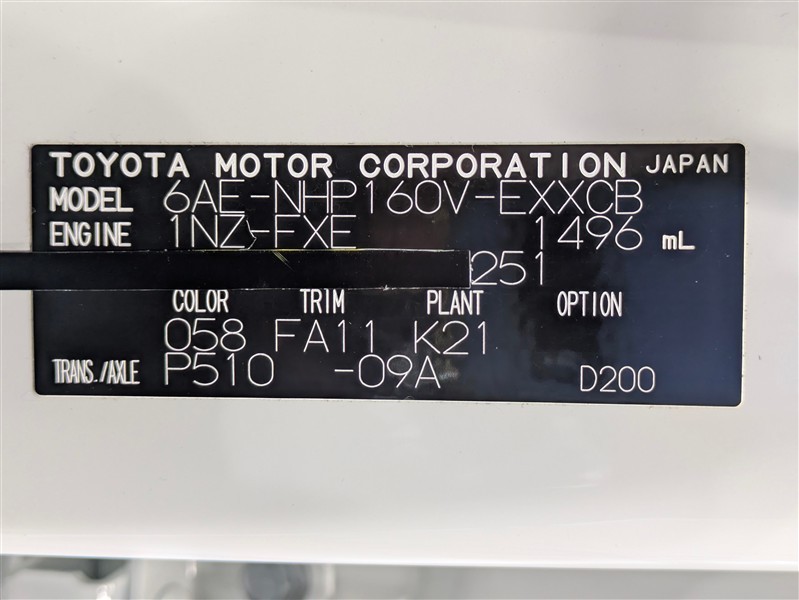 TOYOTA MOTOR CORPORATION JAPAN
MODEL 6AE-NHP160V-EXXCB
ENGINE 1NZ-FXE 1496 mL
251
COLOR TRIM PLANT OPTION
058 FA11 K21
TRANS./AXLE P510 -09A D200